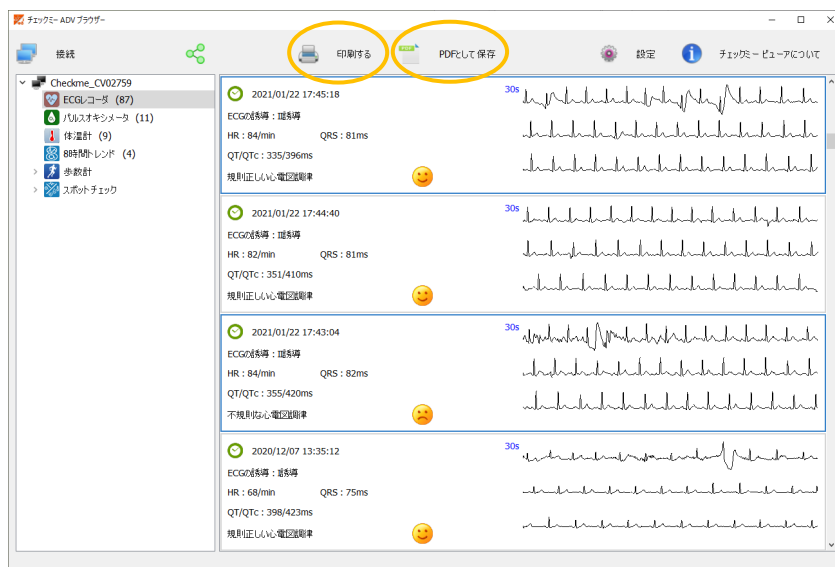 チェックミー ADV ブラウザー
接続
印刷する
PDF
PDFとして保存
設定
チェックミー ビューアについて
Checkme_CV02759
ECGレコーダ (87)
パルスオキシメータ (11)
体温計 (9)
8時間トレンド (4)
歩数計
スポットチェック
2021/01/22 17:45:18
30s
ECGの誘導：II誘導
HR : 84/min QRS : 81ms
QT/QTc : 335/396ms
規則正しい心電図調律
2021/01/22 17:44:40
30s
ECGの誘導：II誘導
HR : 82/min QRS : 81ms
QT/QTc : 351/410ms
規則正しい心電図調律
2021/01/22 17:43:04
30s
ECGの誘導：II誘導
HR : 84/min QRS : 82ms
QT/QTc : 355/420ms
不規則な心電図調律
2020/12/07 13:35:12
30s
ECGの誘導：I誘導
HR : 68/min QRS : 75ms
QT/QTc : 398/423ms
規則正しい心電図調律